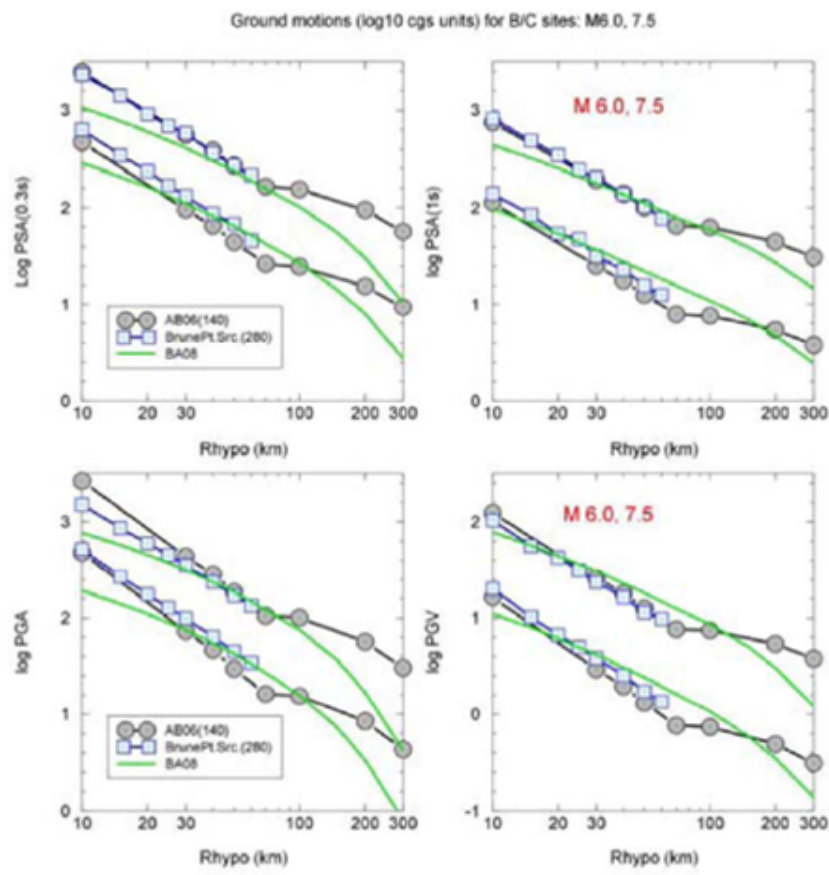 Ground motions (log10 cgs units) for B/C sites: M6.0, 7.5
3
2
1
0
Log PSA(0.3s)
AB06(140)
BrunePt.Src.(280)
BA08
10 20 30 100 200 300
Rhypo (km)
M 6.0, 7.5
3
2
1
0
log PSA(1s)
10 20 30 100 200 300
Rhypo (km)
3
2
1
0
log PGA
AB06(140)
BrunePt.Src.(280)
BA08
10 20 30 100 200 300
Rhypo (km)
M 6.0, 7.5
2
1
0
-1
log PGV
10 20 30 100 200 300
Rhypo (km)